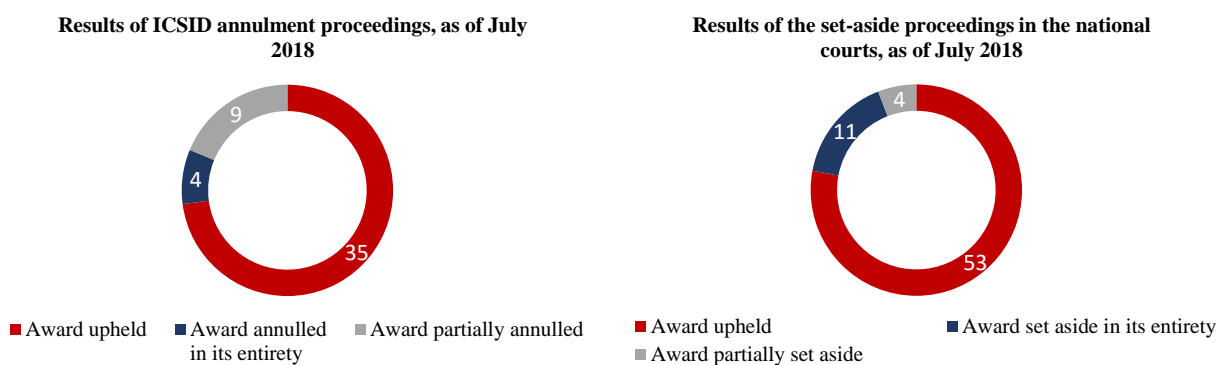 Results of ICSID annulment proceedings, as of July
2018
9
4
35
Award upheld
Award annulled
in its entirety
Award partially annulled
Results of the set-aside proceedings in the national
courts, as of July 2018
4
11
53
Award upheld
Award set aside in its entirety
Award partially set aside